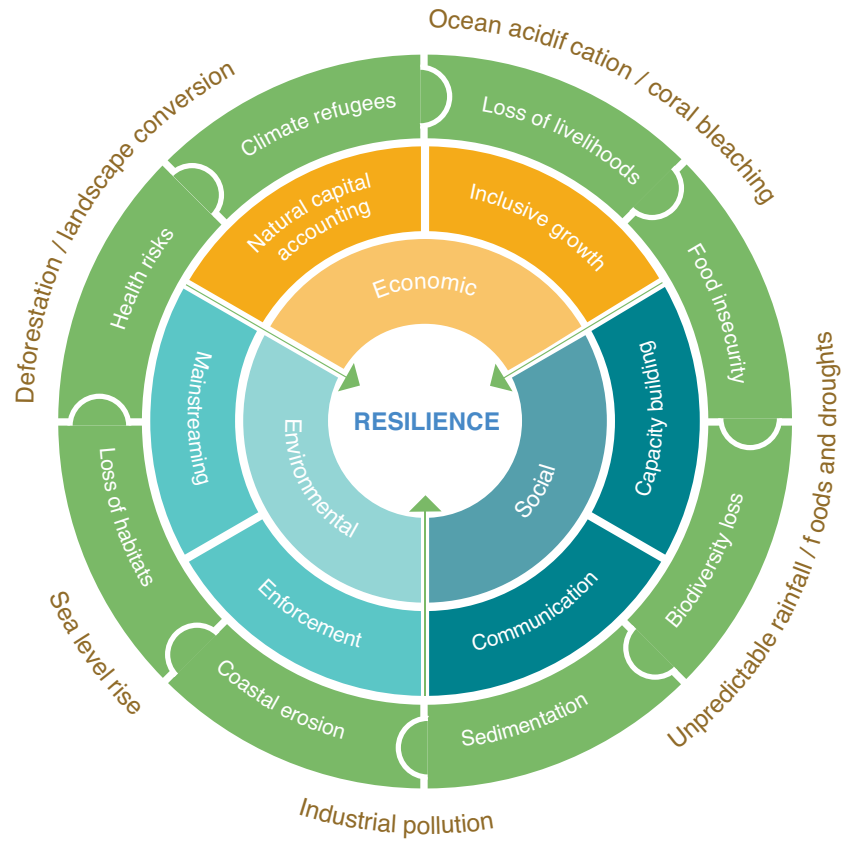 Ocean acidif cation / coral bleaching
Deforestation / landscape conversion
Unpredictable rainfall / f oods and droughts
Sea level rise
Industrial pollution
Climate refugees
Loss of livelihoods
Food insecurity
Biodiversity loss
Sedimentation
Coastal erosion
Loss of habitats
Health risks
Natural capital
accounting
Inclusive growth
Capacity building
Communication
Enforcement
Mainstreaming
Economic
Social
Environmental
RESILIENCE